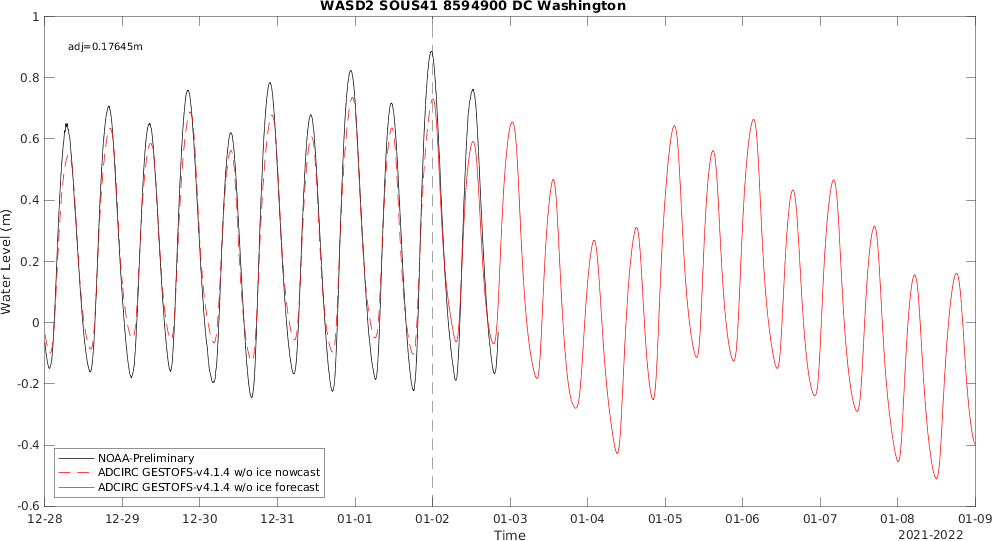 WASD2 SOUS41 8594900 DC Washington
adj=0.17645m
1
0.8
0.6
0.4
0.2
0
-0.2
-0.4
-0.6
Water Level (m)
NOAA-Preliminary
ADCIRC GESTOFS-v4.1.4 w/o ice nowcast
ADCIRC GESTOFS-v4.1.4 w/o ice forecast
12-28 12-29 12-30 12-31 01-01 01-02 01-03 01-04 01-05 01-06 01-07 01-08 01-09
Time
2021-2022